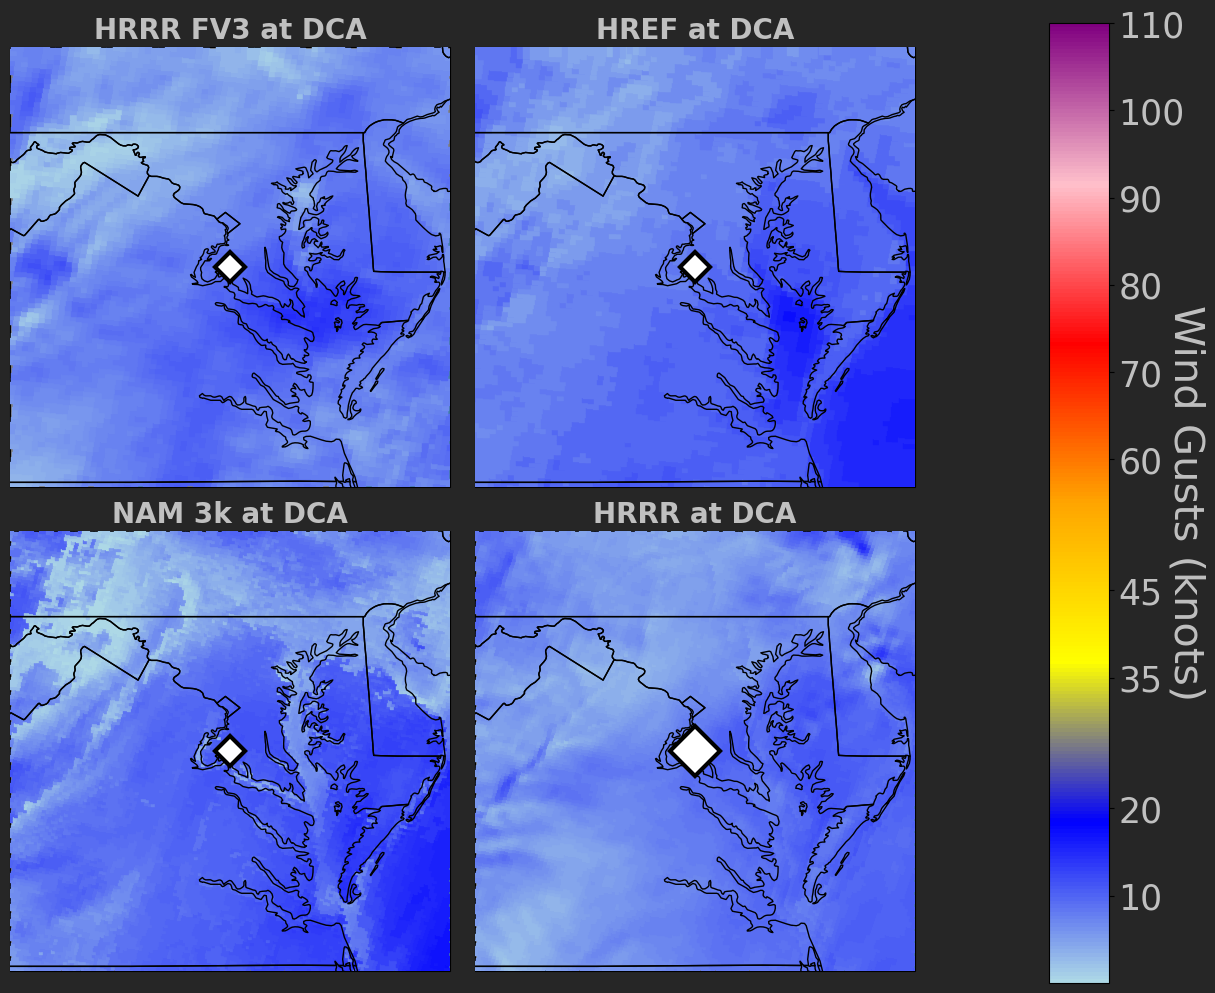 HRRR FV3 at DCA
HREF at DCA
NAM 3k at DCA
HRRR at DCA
110
100
90
80
70
60
45
35
20
10
Wind Gusts (knots)